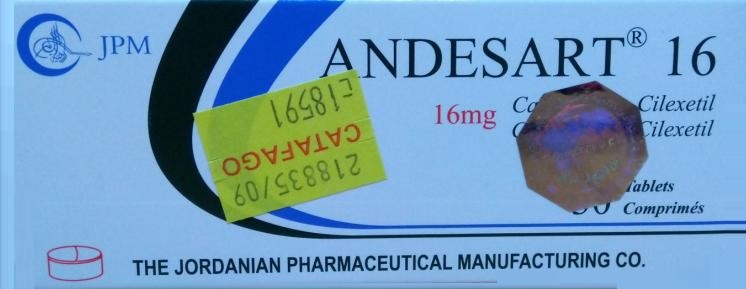 JPM
ANDESART® 16
16mg
Cilexetil
Cilexetil
£18591
CATAFAGO
218835/09
Tablets
Comprimés
THE JORDANIAN PHARMACEUTICAL MANUFACTURING CO.